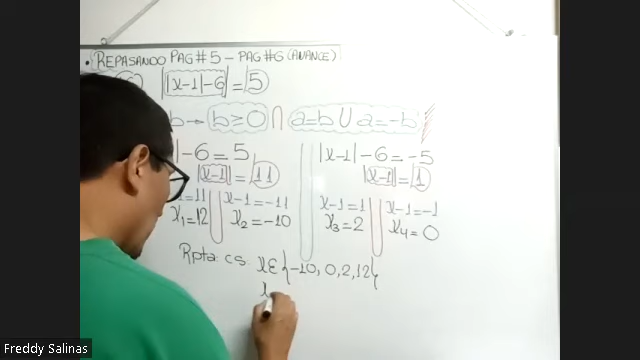 • REPASANDO PAG#5 – PAG#6 (AVANCE)
||x-1|-6|=5
b → b≥0 ∩ a=b U a=-b
|-6=5 |x-1|-6=-5
|x-1|=11 |x-1|=1
=11 x-1=-11 x-1=1 x-1=-1
x₁=12 x₂=-10 x₃=2 x₄=0
Rpta: C.S. x ∈ {-10, 0, 2, 12}
Freddy Salinas